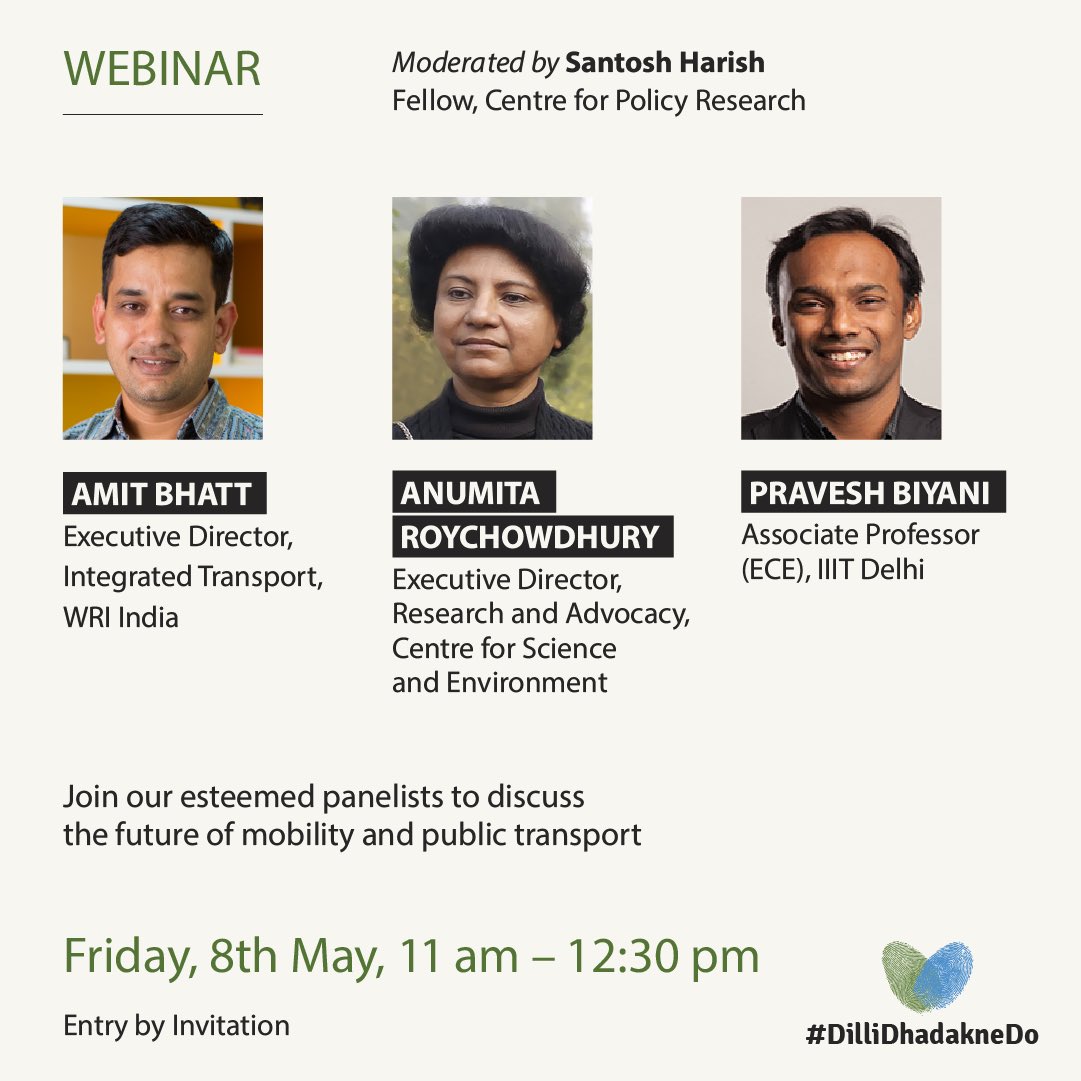 WEBINAR
Moderated by Santosh Harish
Fellow, Centre for Policy Research
AMIT BHATT
Executive Director,
Integrated Transport,
WRI India
ANUMITA
ROYCHOWDHURY
Executive Director,
Research and Advocacy,
Centre for Science
and Environment
PRAVESH BIYANI
Associate Professor
(ECE), IIIT Delhi
Join our esteemed panelists to discuss
the future of mobility and public transport
Friday, 8th May, 11 am – 12:30 pm
Entry by Invitation
#DilliDhadakneDo